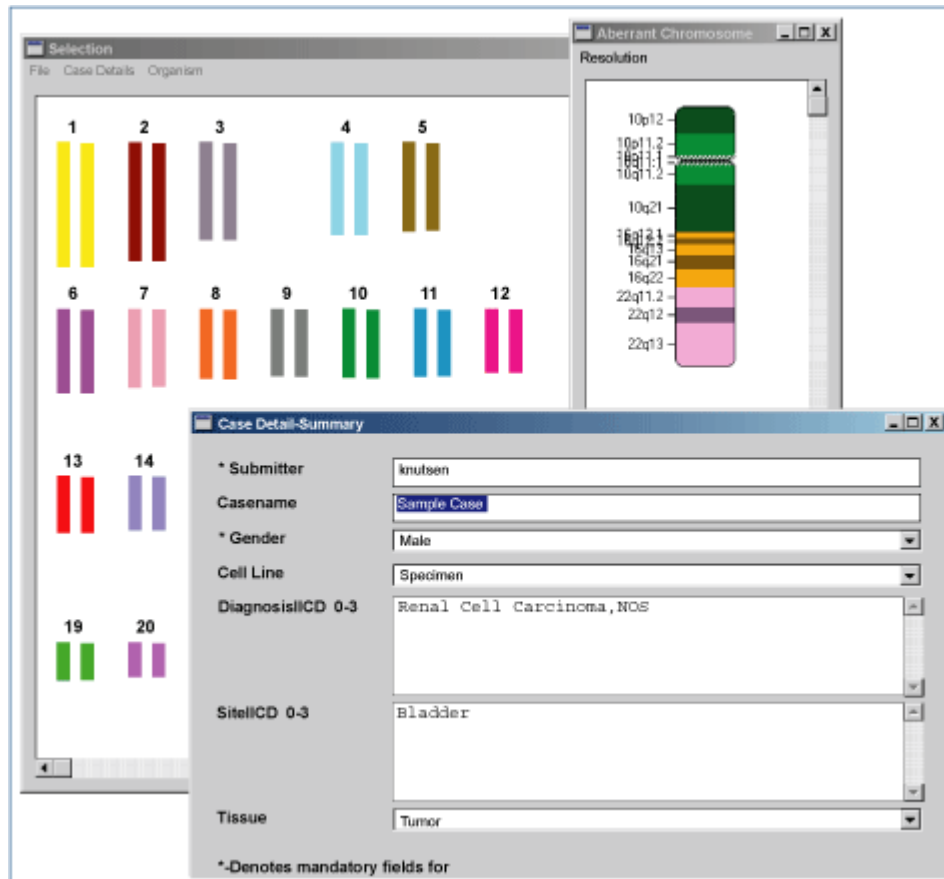 Selection
File Case Details Organism
1 2 3 4 5
6 7 8 9 10 11 12
13 14
19 20
Aberrant Chromosome
Resolution
10p12
10p11.2
10q11.2
10q21
16q13
16q21
16q22
22q11.2
22q12
22q13
Case Detail-Summary
* Submitter knutsen
Casename Sample Case
* Gender Male
Cell Line Specimen
DiagnosisIICD 0-3 Renal Cell Carcinoma,NOS
SiteIICD 0-3 Bladder
Tissue Tumor
*-Denotes mandatory fields for